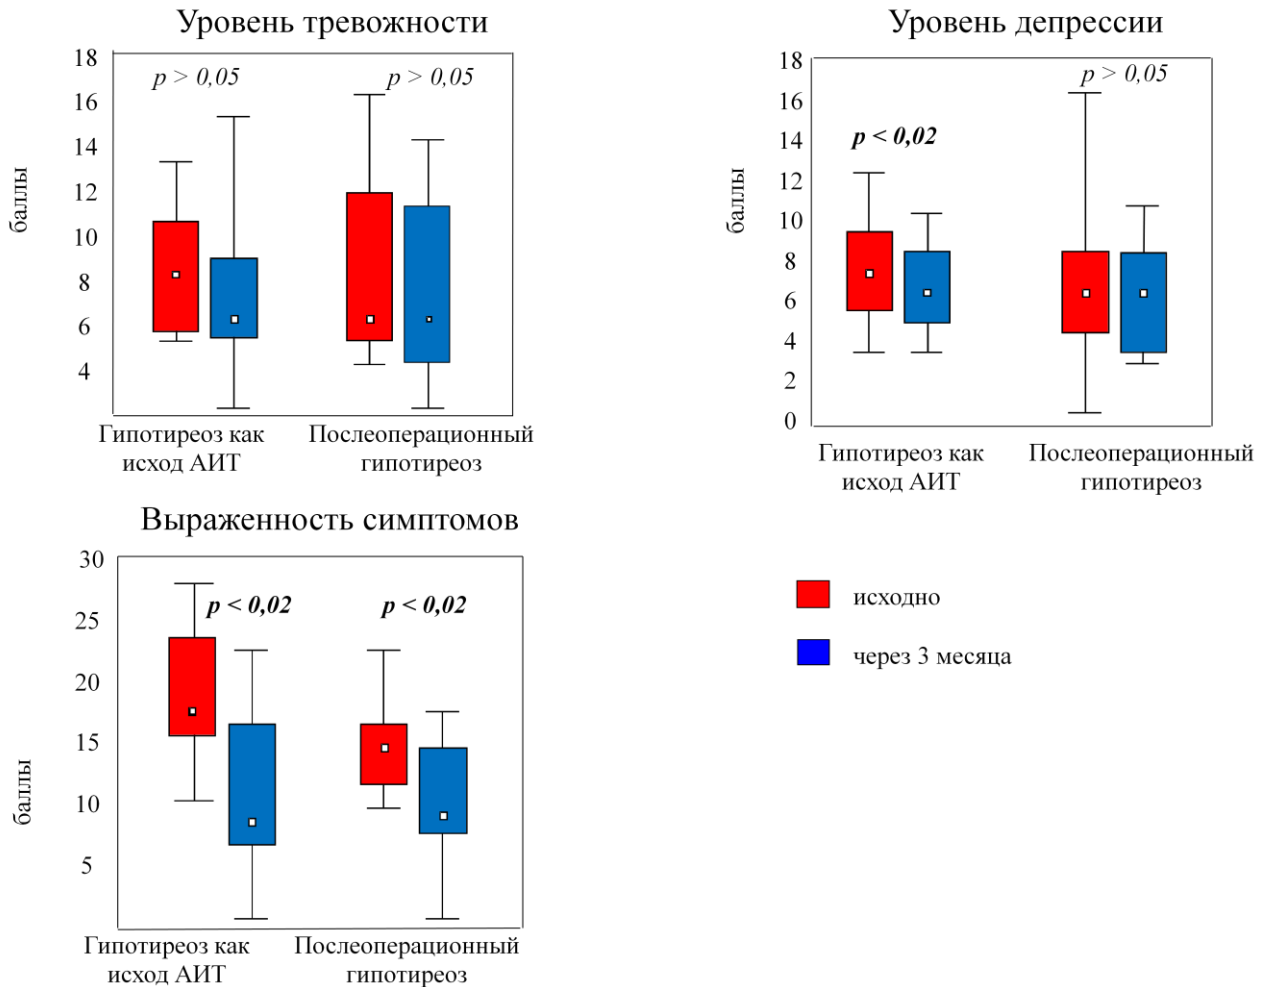 Уровень тревожности
18
16
14
12
10
8
6
4
баллы
p > 0,05
p > 0,05
Гипотиреоз как
исход АИТ
Послеоперационный
гипотиреоз
Уровень депрессии
18
16
14
12
10
8
6
4
2
0
баллы
p < 0,02
p > 0,05
Гипотиреоз как
исход АИТ
Послеоперационный
гипотиреоз
Выраженность симптомов
30
25
20
15
10
5
баллы
p < 0,02
p < 0,02
Гипотиреоз как
исход АИТ
Послеоперационный
гипотиреоз
исходно
через 3 месяца